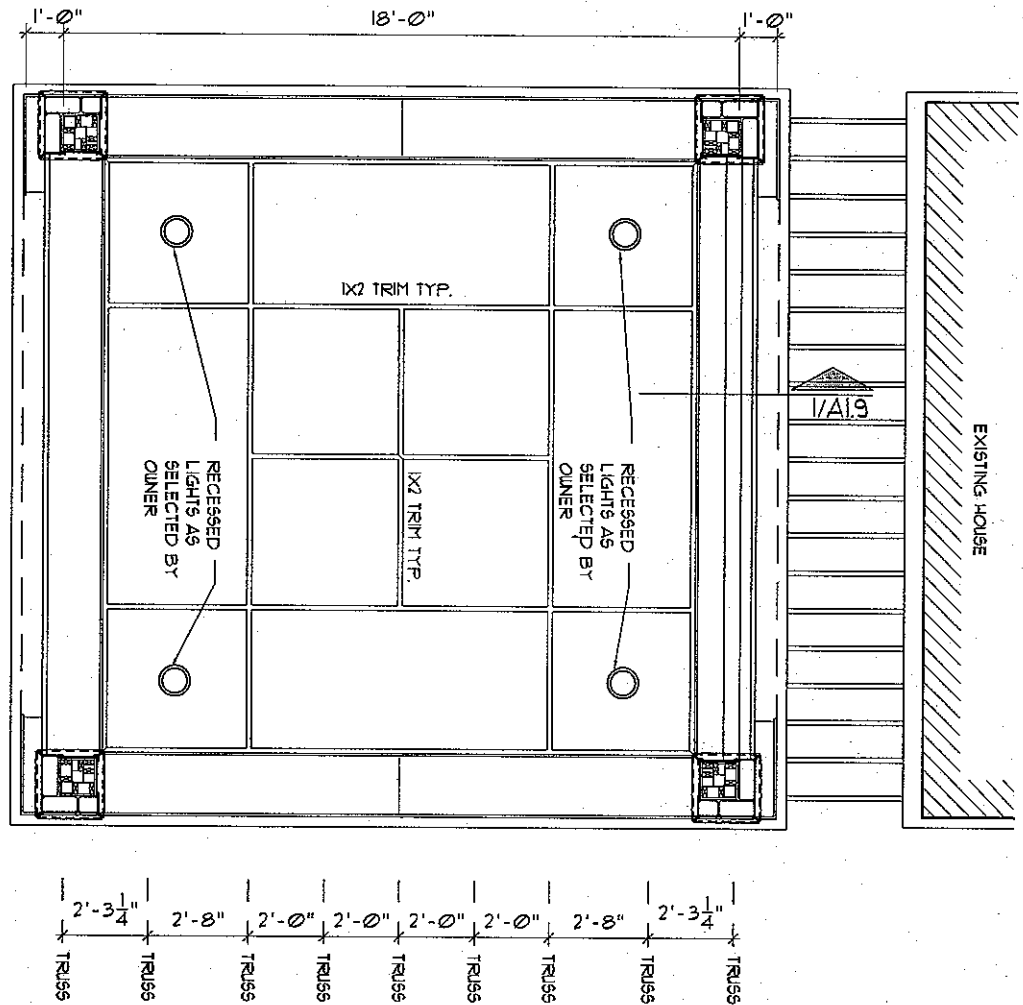 1'-0"
18'-0"
1'-0"
1X2 TRIM TYP.
1/A1.9
EXISTING HOUSE
RECESSED
LIGHTS AS
SELECTED BY
OWNER
1X2 TRIM TYP.
RECESSED
LIGHTS AS
SELECTED BY
OWNER
2'-3 1/4"
2'-8"
2'-0"
2'-0"
2'-0"
2'-0"
2'-8"
2'-3 1/4"
TRUSS
TRUSS
TRUSS
TRUSS
TRUSS
TRUSS
TRUSS
TRUSS
TRUSS